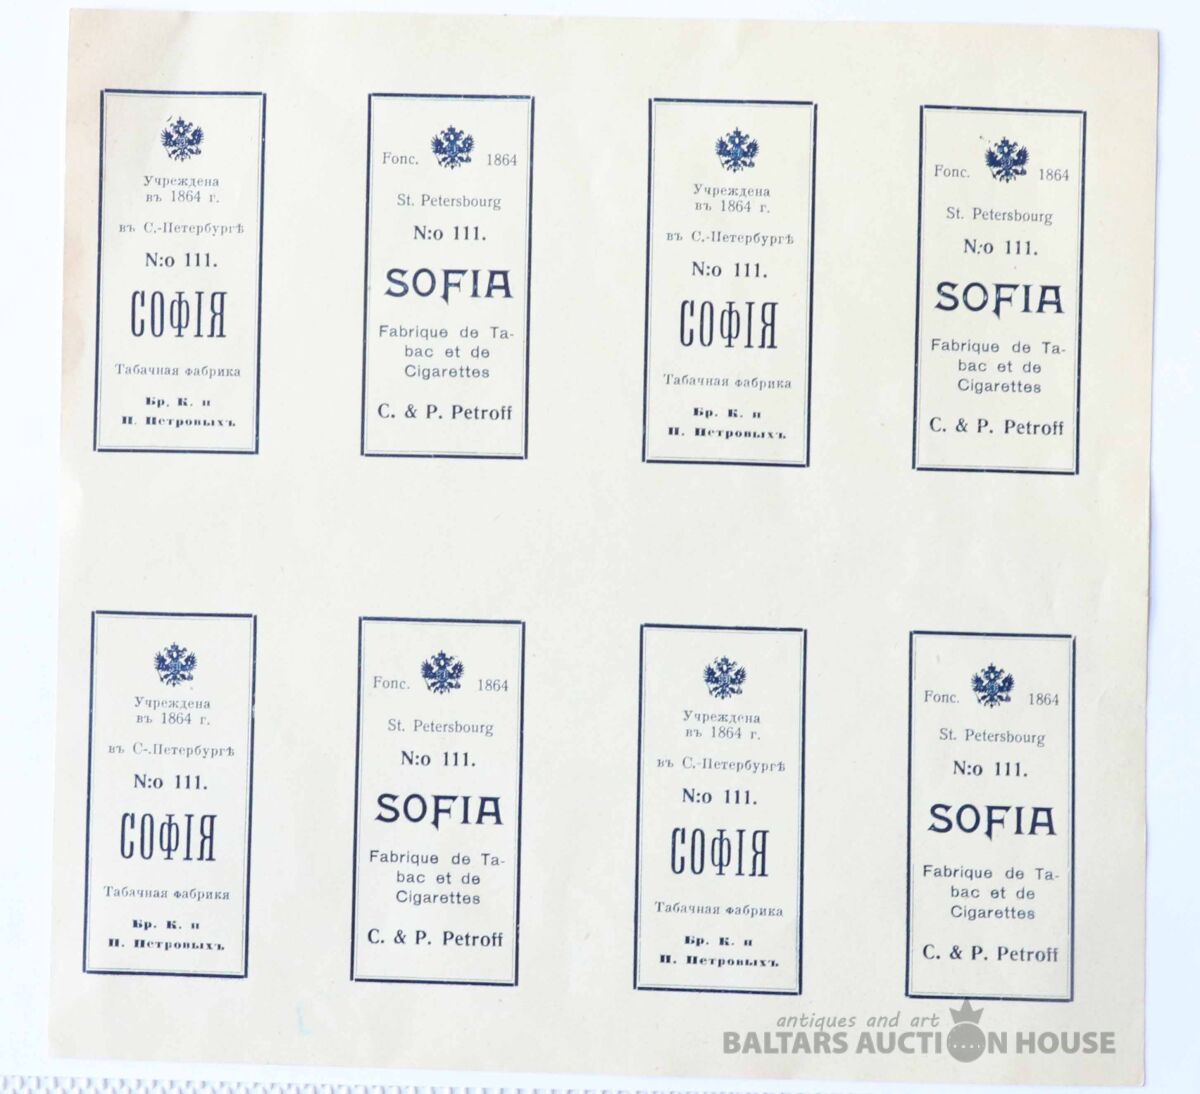 Учреждена
въ 1864 г.
въ С.-Петербургѣ
N:o 111.
СОФІЯ
Табачная фабрика
Бр. К. и
П. Петровыхъ.
Fonc. 1864
St. Petersbourg
N:o 111.
SOFIA
Fabrique de Ta-
bac et de
Cigarettes
C. & P. Petroff
Учреждена
въ 1864 г.
въ С.-Петербургѣ
N:o 111.
СОФІЯ
Табачная фабрика
Бр. К. и
П. Петровыхъ.
Fonc. 1864
St. Petersbourg
N:o 111.
SOFIA
Fabrique de Ta-
bac et de
Cigarettes
C. & P. Petroff
Учреждена
въ 1864 г.
въ С-.Петербургѣ
N:o 111.
СОФІЯ
Табачная фабрика
Бр. К. и
П. Петровыхъ.
Fonc. 1864
St. Petersbourg
N:o 111.
SOFIA
Fabrique de Ta-
bac et de
Cigarettes
C. & P. Petroff
Учреждена
въ 1864 г.
въ С.-Петербургѣ
N:o 111.
СОФІЯ
Табачная фабрика
Бр. К. и
П. Петровыхъ.
Fonc. 1864
St. Petersbourg
N:o 111.
SOFIA
Fabrique de Ta-
bac et de
Cigarettes
C. & P. Petroff
antiques and art
BALTARS AUCTION HOUSE